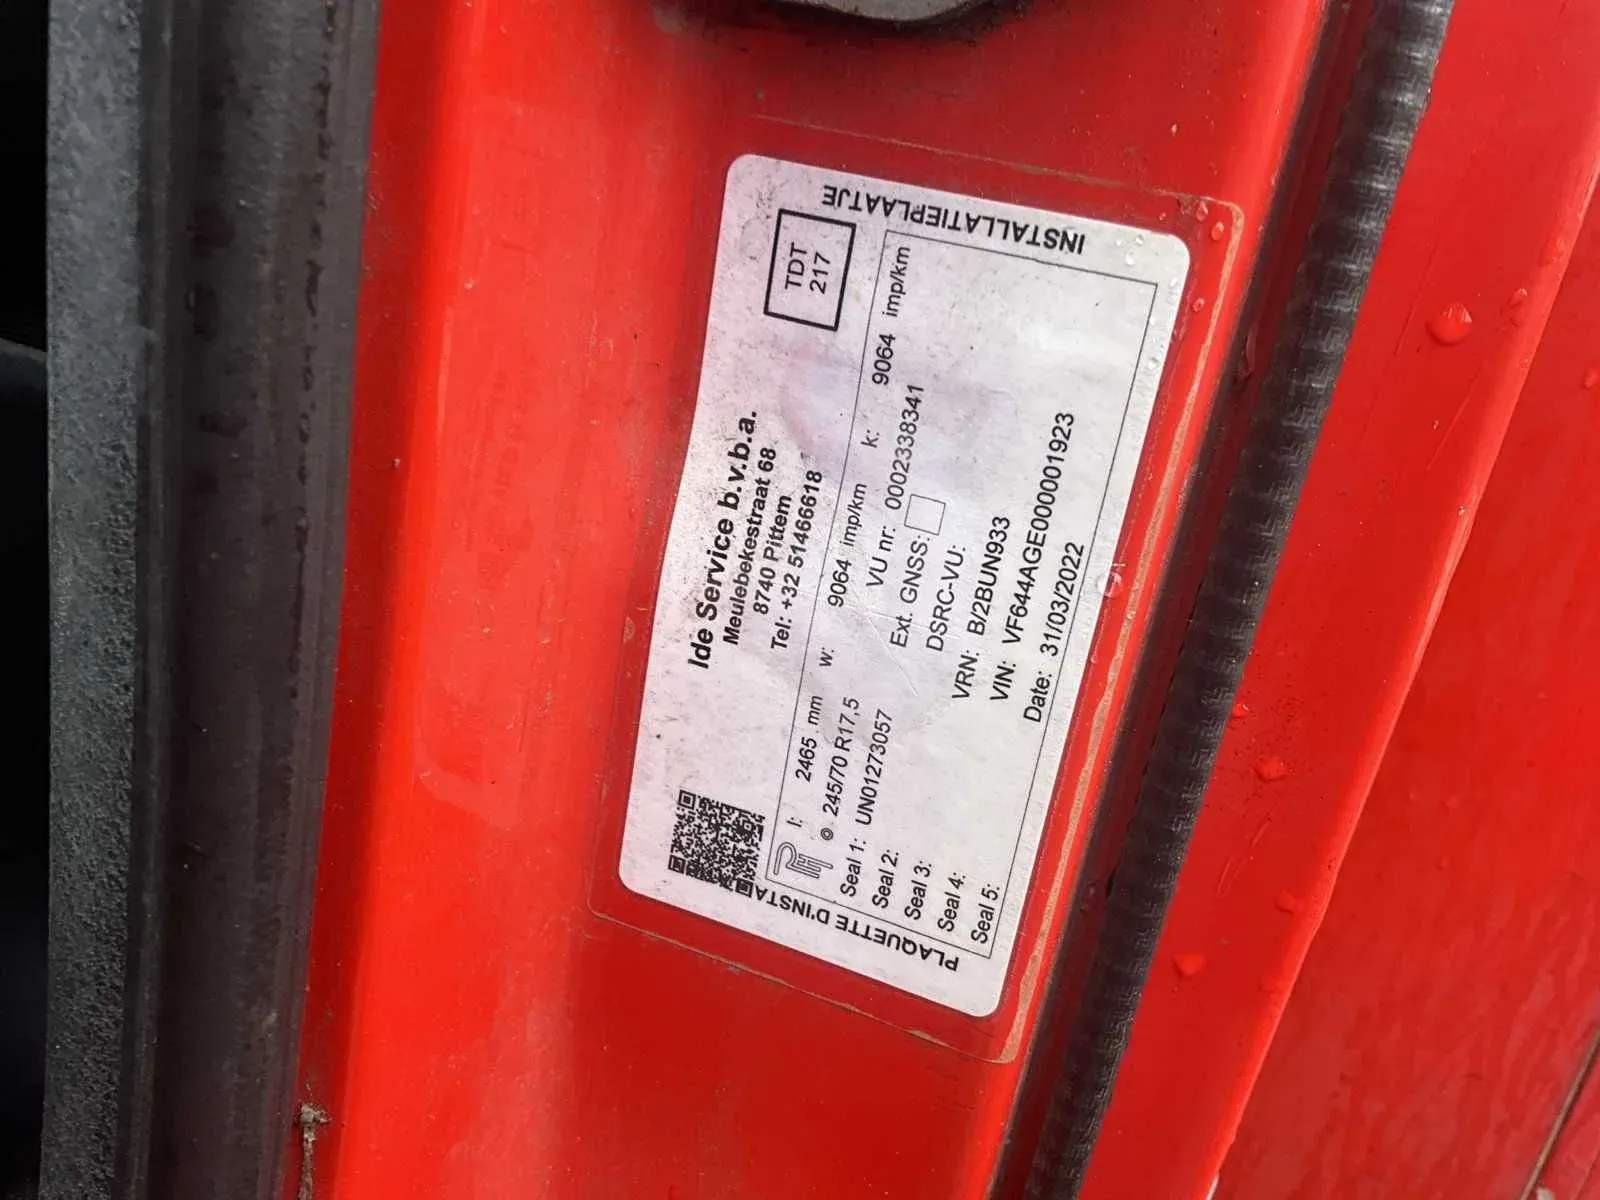 INSTALLATIEPLAATJE
PLAQUETTE D'INSTA
TDT
217
Ide Service b.v.b.a.
Meulebekestraat 68
8740 Pittem
Tel: +32 51466618
l: 2465 mm w: 9064 imp/km k: 9064 imp/km
245/70 R17,5 VU nr: 0002338341
Seal 1: UN01273057 Ext. GNSS:
Seal 2: DSRC-VU:
Seal 3: VRN: B2BUN933
Seal 4: VIN: VF644AGE000001923
Seal 5: Date: 31/03/2022